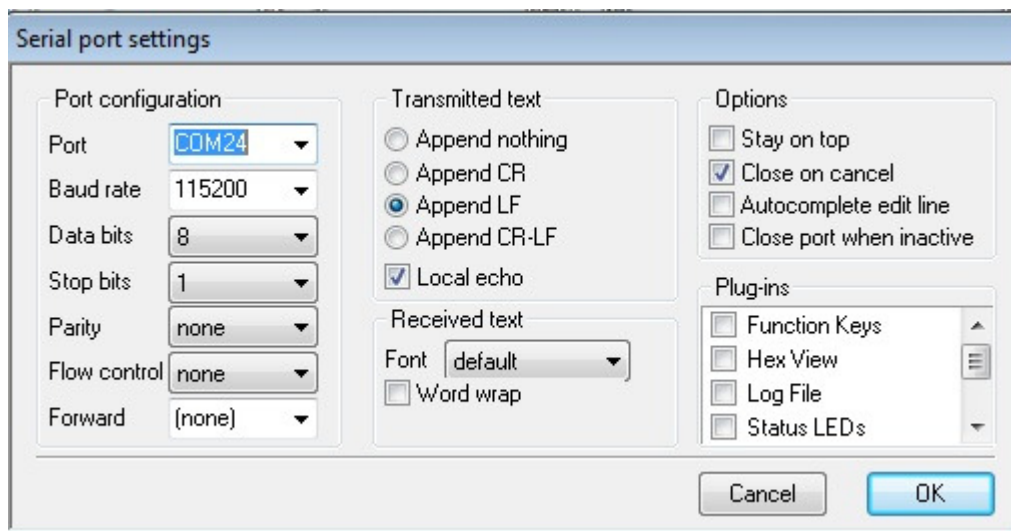 Serial port settings
Port configuration
Port COM24
Baud rate 115200
Data bits 8
Stop bits 1
Parity none
Flow control none
Forward (none)
Transmitted text
Append nothing
Append CR
Append LF
Append CR-LF
Local echo
Received text
Font default
Word wrap
Options
Stay on top
Close on cancel
Autocomplete edit line
Close port when inactive
Plug-ins
Function Keys
Hex View
Log File
Status LEDs
Cancel OK